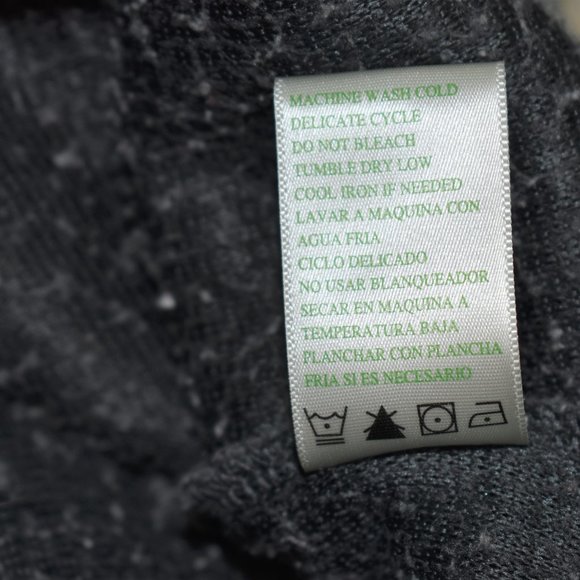 MACHINE WASH COLD
DELICATE CYCLE
DO NOT BLEACH
TUMBLE DRY LOW
COOL IRON IF NEEDED
LAVAR A MAQUINA CON
AGUA FRIA
CICLO DELICADO
NO USAR BLANQUEADOR
SECAR EN MAQUINA A
TEMPERATURA BAJA
PLANCHAR CON PLANCHA
FRIA SI ES NECESARIO